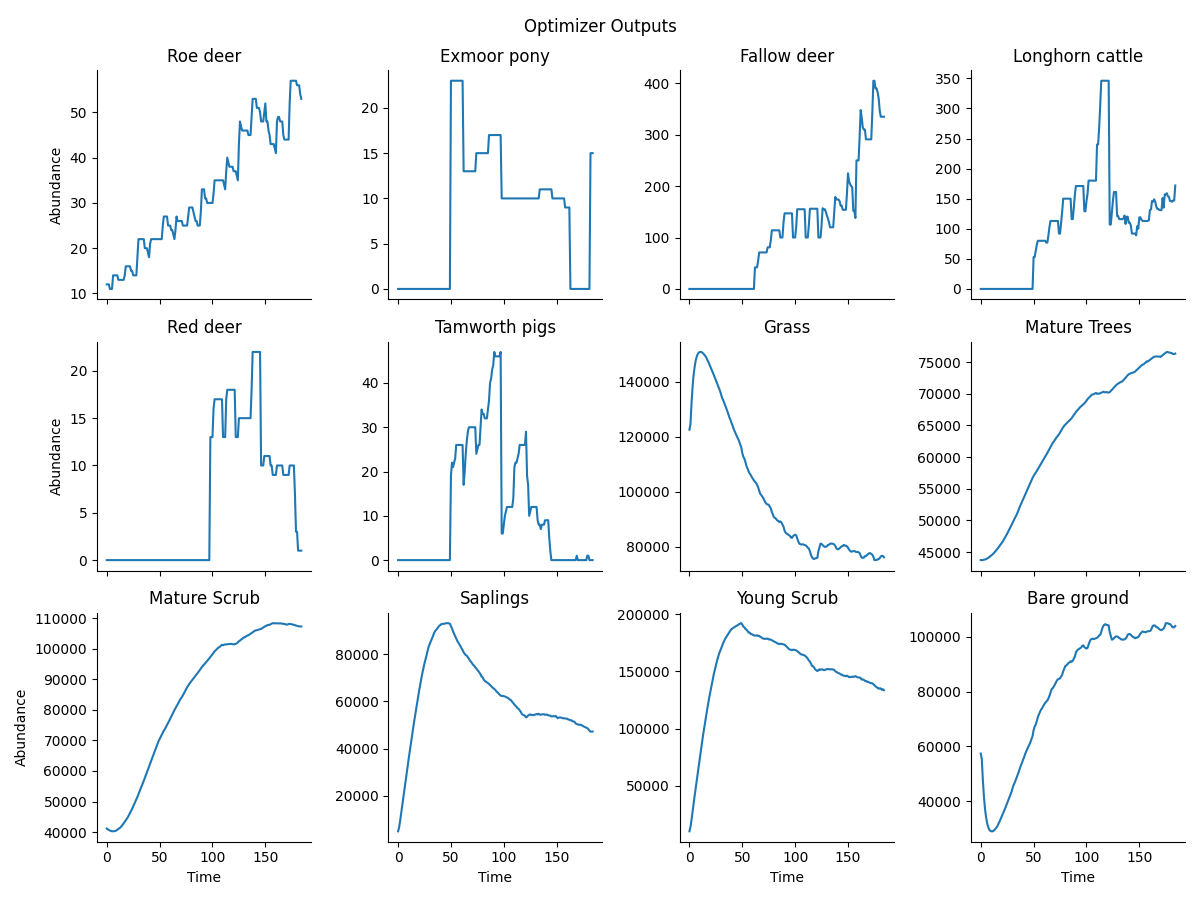 Optimizer Outputs
Roe deer
Exmoor pony
Fallow deer
Longhorn cattle
Abundance
50
40
30
20
10
20
15
10
5
0
400
300
200
100
0
350
300
250
200
150
100
50
0
Red deer
Tamworth pigs
Grass
Mature Trees
Abundance
20
15
10
5
0
40
30
20
10
0
140000
120000
100000
80000
75000
70000
65000
60000
55000
50000
45000
Mature Scrub
Saplings
Young Scrub
Bare ground
Abundance
110000
100000
90000
80000
70000
60000
50000
40000
80000
60000
40000
20000
200000
150000
100000
50000
100000
80000
60000
40000
0 50 100 150
0 50 100 150
0 50 100 150
0 50 100 150
Time
Time
Time
Time